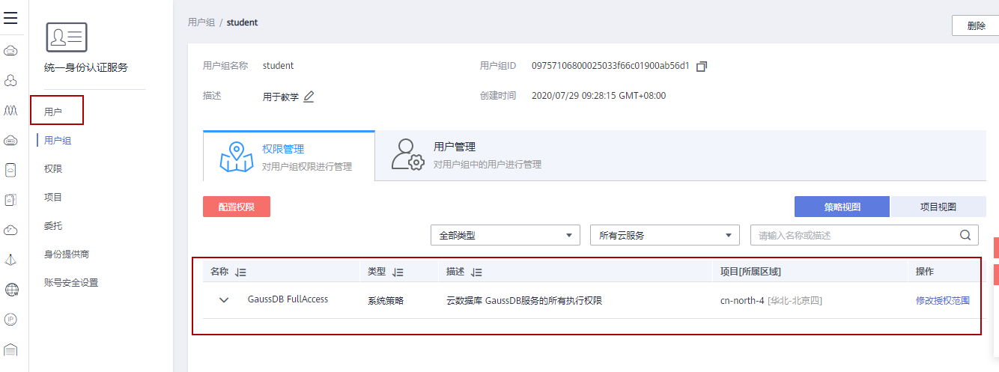 用户组 / student
删除
统一身份认证服务
用户
用户组
权限
项目
委托
身份提供商
账号安全设置
用户组名称 student
用户组ID 09757106800025033f66c01900ab56d1
描述 用于教学
创建时间 2020/07/29 09:28:15 GMT+08:00
权限管理
对用户组权限进行管理
用户管理
对用户组中的用户进行管理
配置权限
策略视图
项目视图
全部类型
所有云服务
请输入名称或描述
名称 类型 描述 项目[所属区域] 操作
GaussDB FullAccess 系统策略 云数据库 GaussDB服务的所有执行权限 cn-north-4 [华北-北京四] 修改授权范围
IP